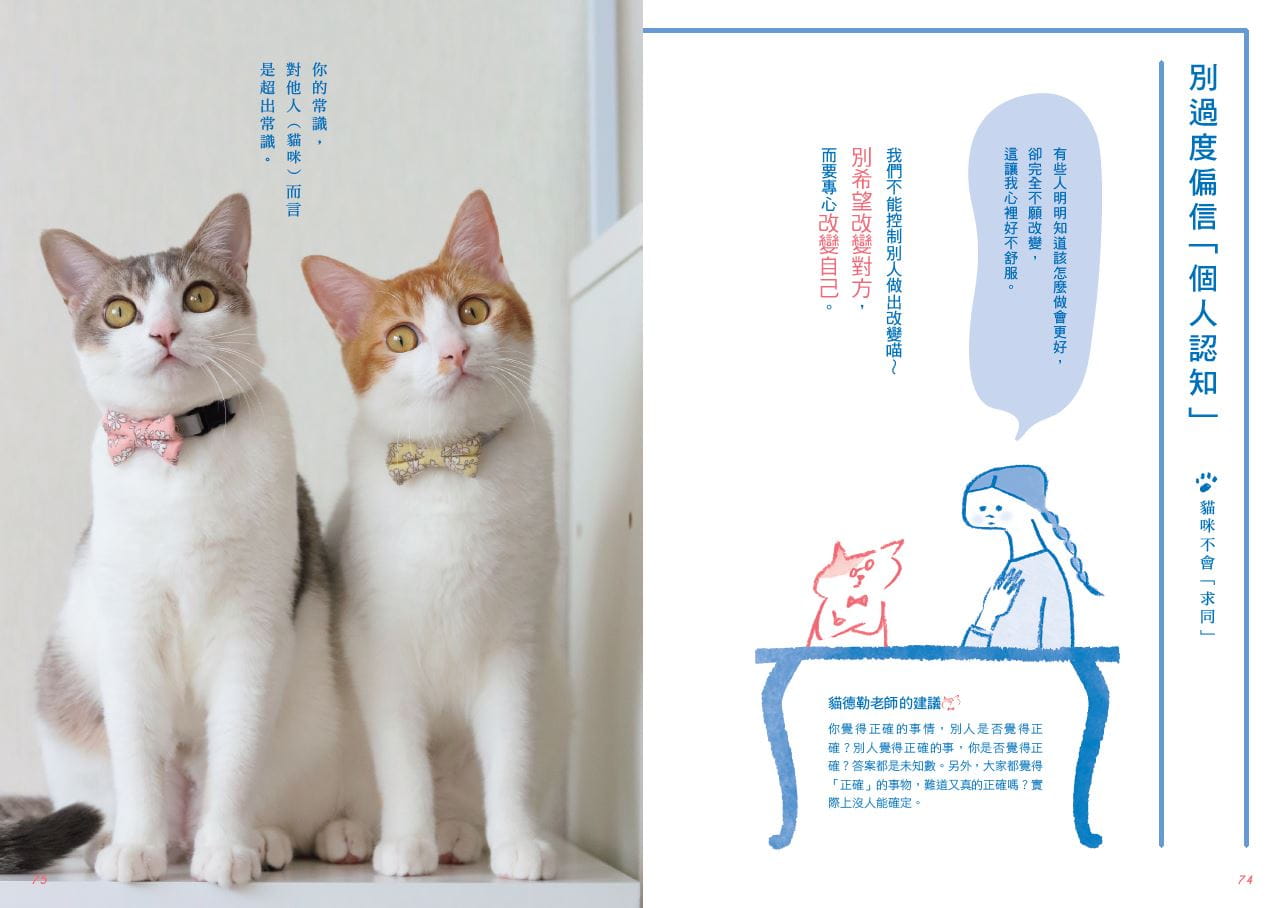 別過度偏信「個人認知」
貓咪不會「求同」
有些人明明知道該怎麼做會更好，
卻完全不願改變，
這讓我心裡好不舒服。
我們不能控制別人做出改變喵～
別希望改變對方，
而要專心改變自己。
貓德勒老師的建議
你覺得正確的事情，別人是否覺得正
確？別人覺得正確的事，你是否覺得正
確？答案都是未知數。另外，大家都覺得
「正確」的事物，難道又真的正確嗎？實
際上沒人能確定。
74
你的常識，
對他人（貓咪）而言
是超出常識。
75